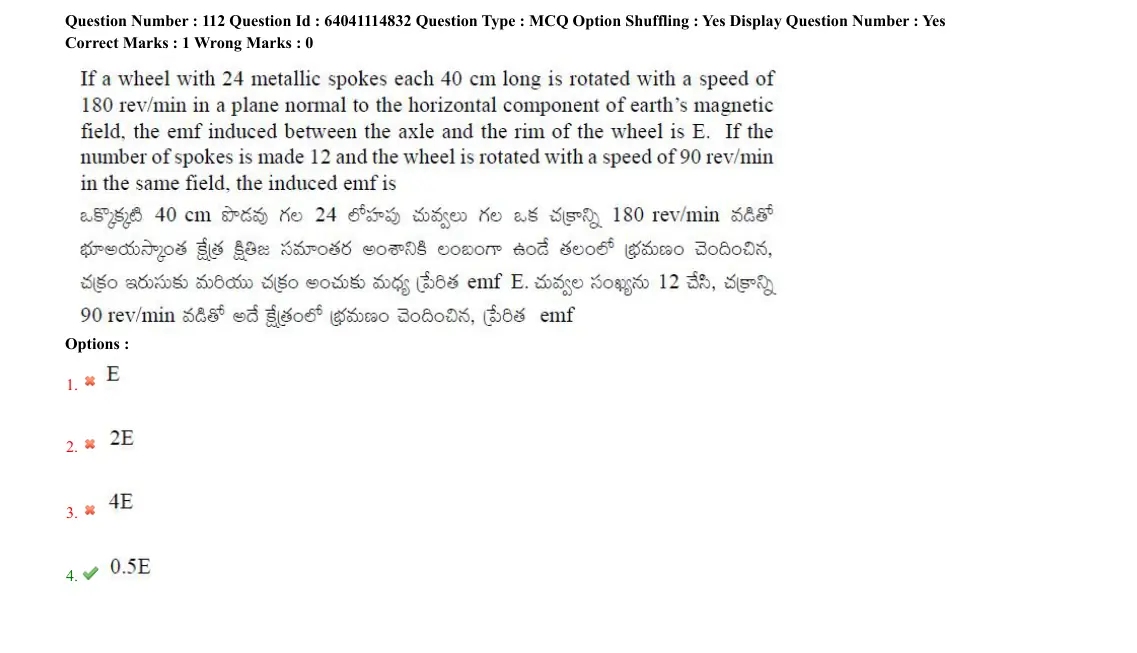 Question Number : 112 Question Id : 64041114832 Question Type : MCQ Option Shuffling : Yes Display Question Number : Yes
Correct Marks : 1 Wrong Marks : 0
If a wheel with 24 metallic spokes each 40 cm long is rotated with a speed of
180 rev/min in a plane normal to the horizontal component of earth's magnetic
field, the emf induced between the axle and the rim of the wheel is E. If the
number of spokes is made 12 and the wheel is rotated with a speed of 90 rev/min
in the same field, the induced emf is
ఒక్కొక్కటి 40 cm పొడవు గల 24 లోహపు చువ్వలు గల ఒక చక్రాన్ని 180 rev/min వడితో
భూఅయస్కాంత క్షేత్ర క్షితిజ సమాంతర అంశానికి లంబంగా ఉండే తలంలో భ్రమణం చెందించిన,
చక్రం ఇరుసుకు మరియు చక్రం అంచుకు మధ్య ప్రేరిత emf E. చువ్వల సంఖ్యను 12 చేసి, చక్రాన్ని
90 rev/min వడితో అదే క్షేత్రంలో భ్రమణం చెందించిన, ప్రేరిత emf
Options :
1. E
2. 2E
3. 4E
4. 0.5E